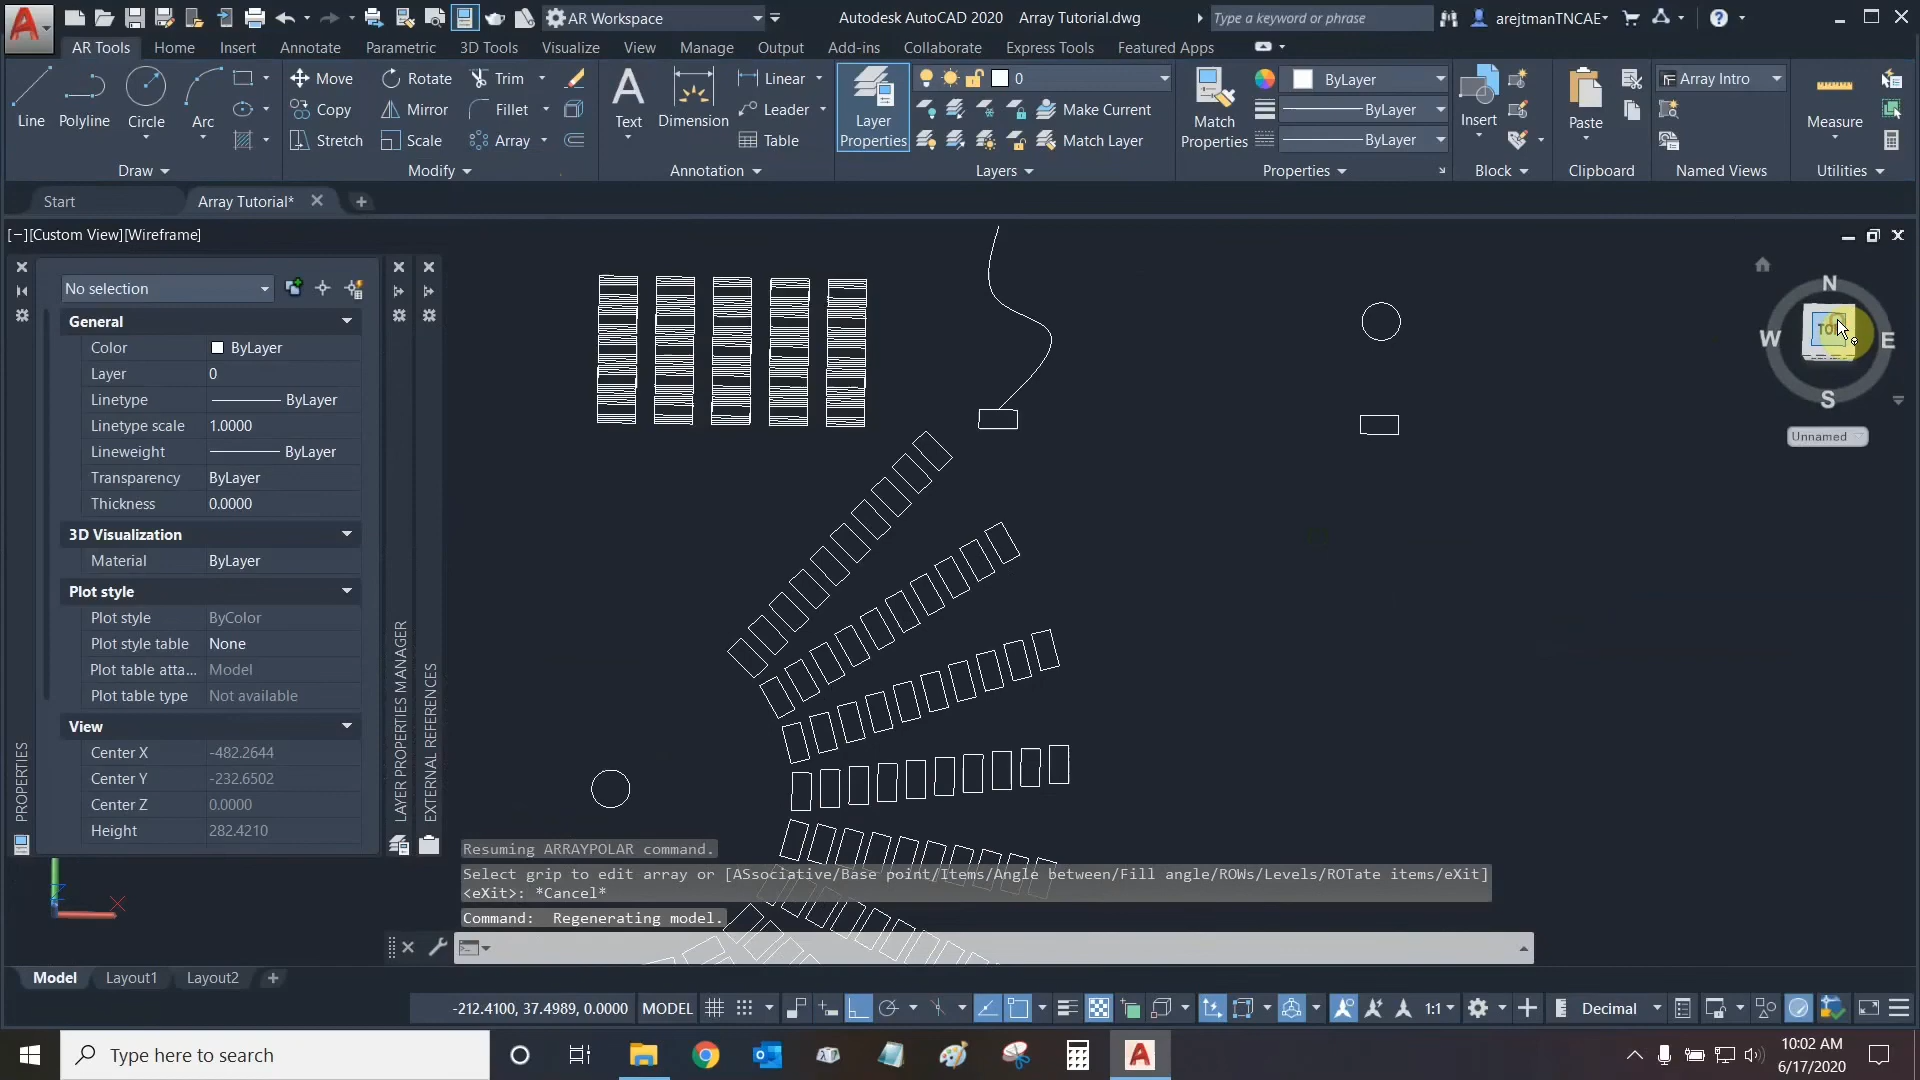 AR Workspace
Autodesk AutoCAD 2020 Array Tutorial.dwg
Type a keyword or phrase
arejtmanTNCAE
AR Tools Home Insert Annotate Parametric 3D Tools Visualize View Manage Output Add-ins Collaborate Express Tools Featured Apps
Line
Polyline
Circle
Arc
Move
Copy
Stretch
Rotate
Mirror
Scale
Trim
Fillet
Array
Text
Dimension
Linear
Leader
Table
Layer
Properties
0
Make Current
Match Layer
Match
Properties
ByLayer
ByLayer
ByLayer
Insert
Paste
Array Intro
Measure
Draw Modify Annotation Layers Properties Block Clipboard Named Views Utilities
Start Array Tutorial*
[−][Custom View][Wireframe]
No selection
General
Color ByLayer
Layer 0
Linetype ByLayer
Linetype scale 1.0000
Lineweight ByLayer
Transparency ByLayer
Thickness 0.0000
3D Visualization
Material ByLayer
Plot style
Plot style ByColor
Plot style table None
Plot table atta... Model
Plot table type Not available
View
Center X -482.2644
Center Y -232.6502
Center Z 0.0000
Height 282.4210
PROPERTIES
LAYER PROPERTIES MANAGER
EXTERNAL REFERENCES
N
W TOP E
S
Unnamed
Resuming ARRAYPOLAR command.
Select grip to edit array or [ASsociative/Base point/Items/Angle between/Fill angle/ROWs/Levels/ROTate items/eXit]
<eXit>: *Cancel*
Command: Regenerating model.
Model Layout1 Layout2
-212.4100, 37.4989, 0.0000 MODEL 1:1 Decimal
Type here to search
10:02 AM
6/17/2020